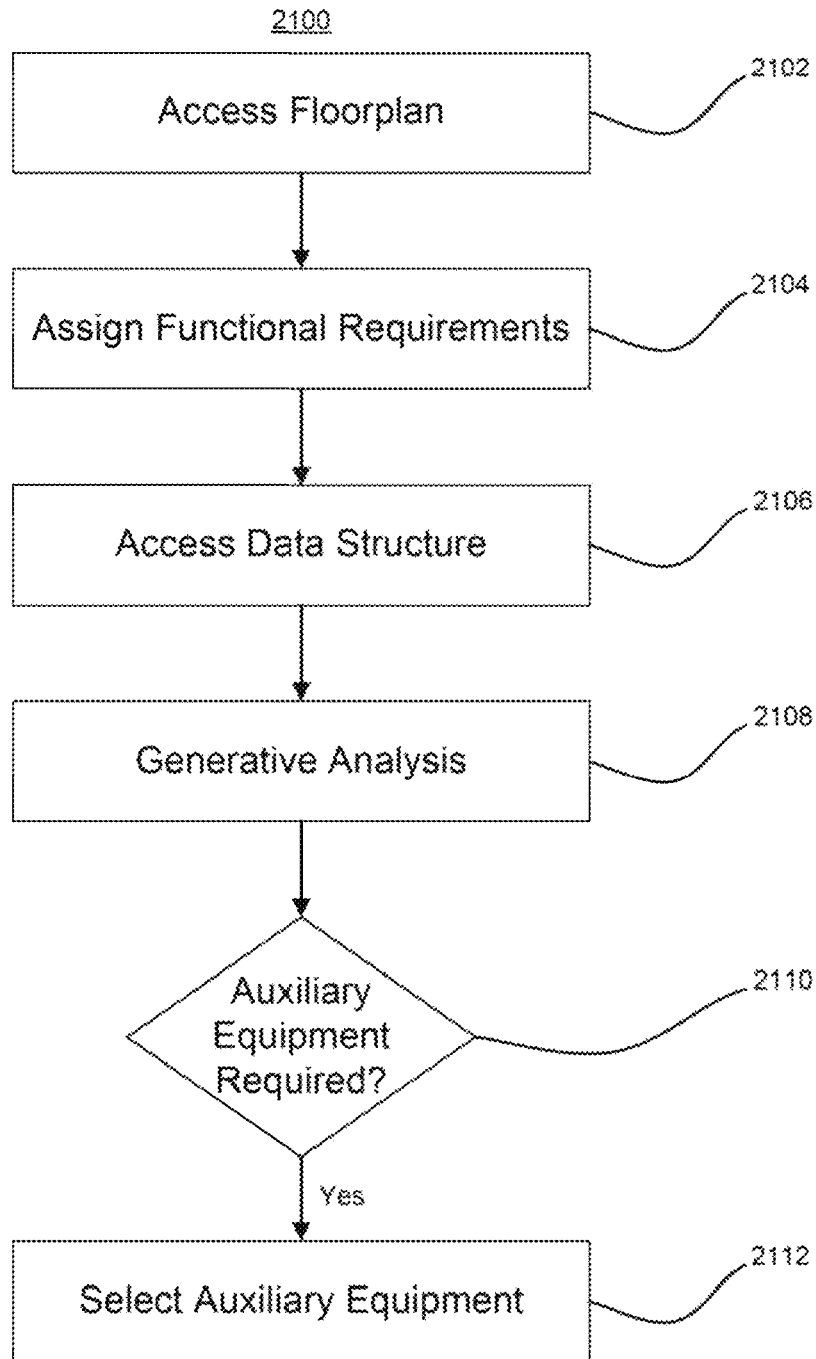 2100
Access Floorplan
2102
Assign Functional Requirements
2104
Access Data Structure
2106
Generative Analysis
2108
Auxiliary
Equipment
Required?
2110
Yes
Select Auxiliary Equipment
2112